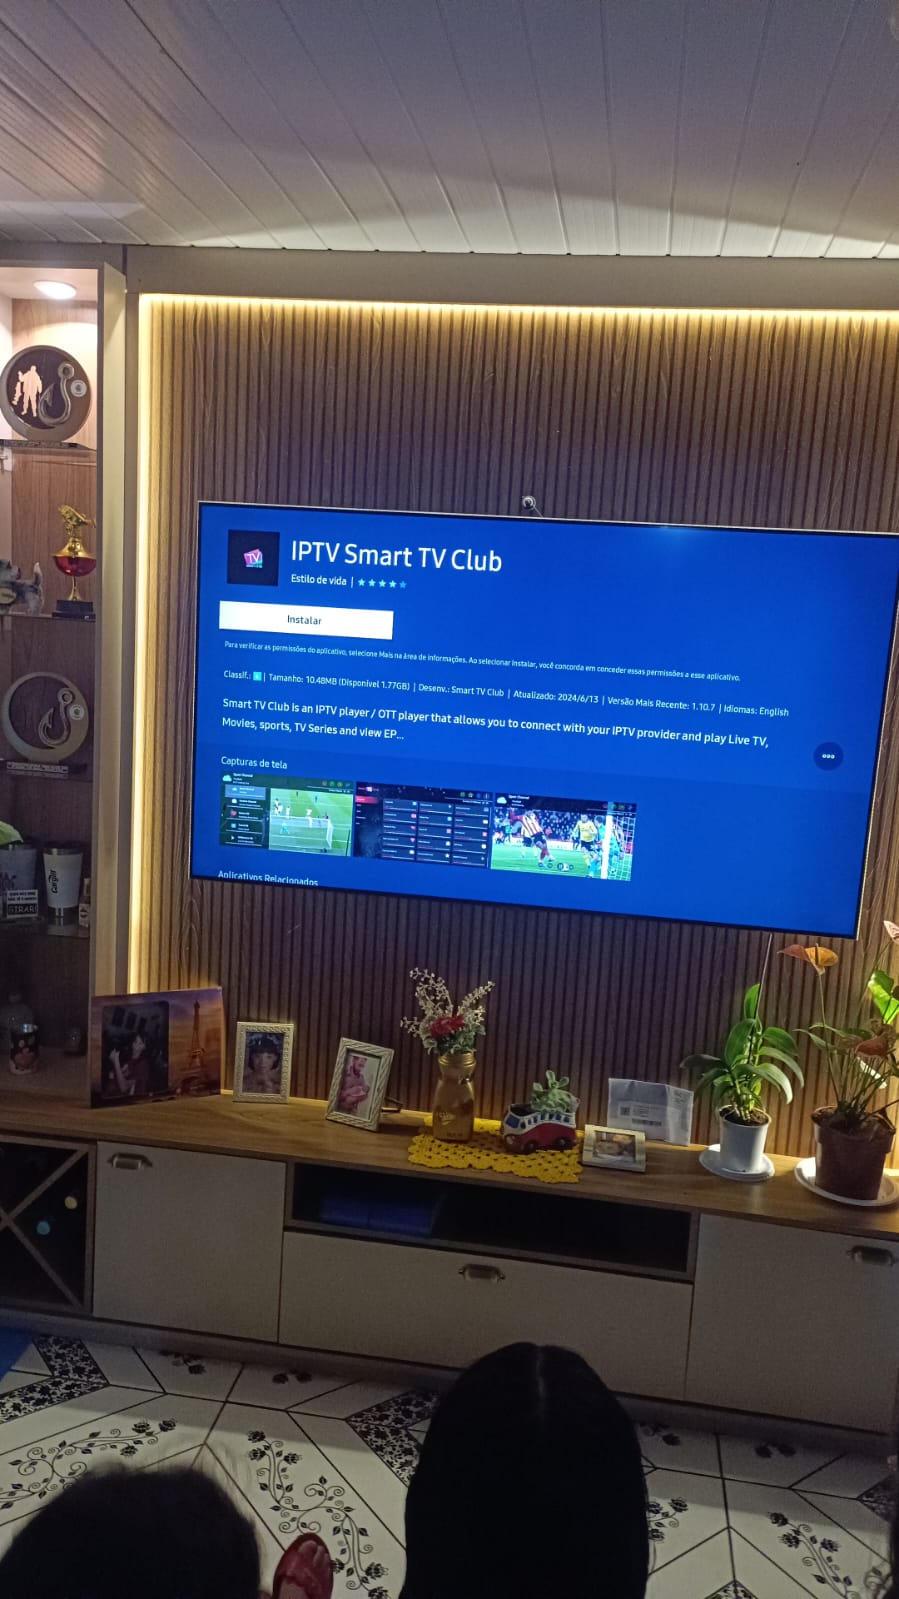 TV
IPTV Smart TV Club
Estilo de vida |
Instalar
Para verificar as permissões do aplicativo, selecione Mais na área de informações. Ao selecionar Instalar, você concorda em conceder essas permissões a esse aplicativo.
Classif.: L | Tamanho: 10.48MB (Disponível 1.77GB) | Desenv.: Smart TV Club | Atualizado: 2024/6/13 | Versão Mais Recente: 1.10.7 | Idiomas: English
Smart TV Club is an IPTV player / OTT player that allows you to connect with your IPTV provider and play Live TV,
Movies, sports, TV Series and view EP...
Capturas de tela
Aplicativos Relacionados
Cargill
GIRAR!